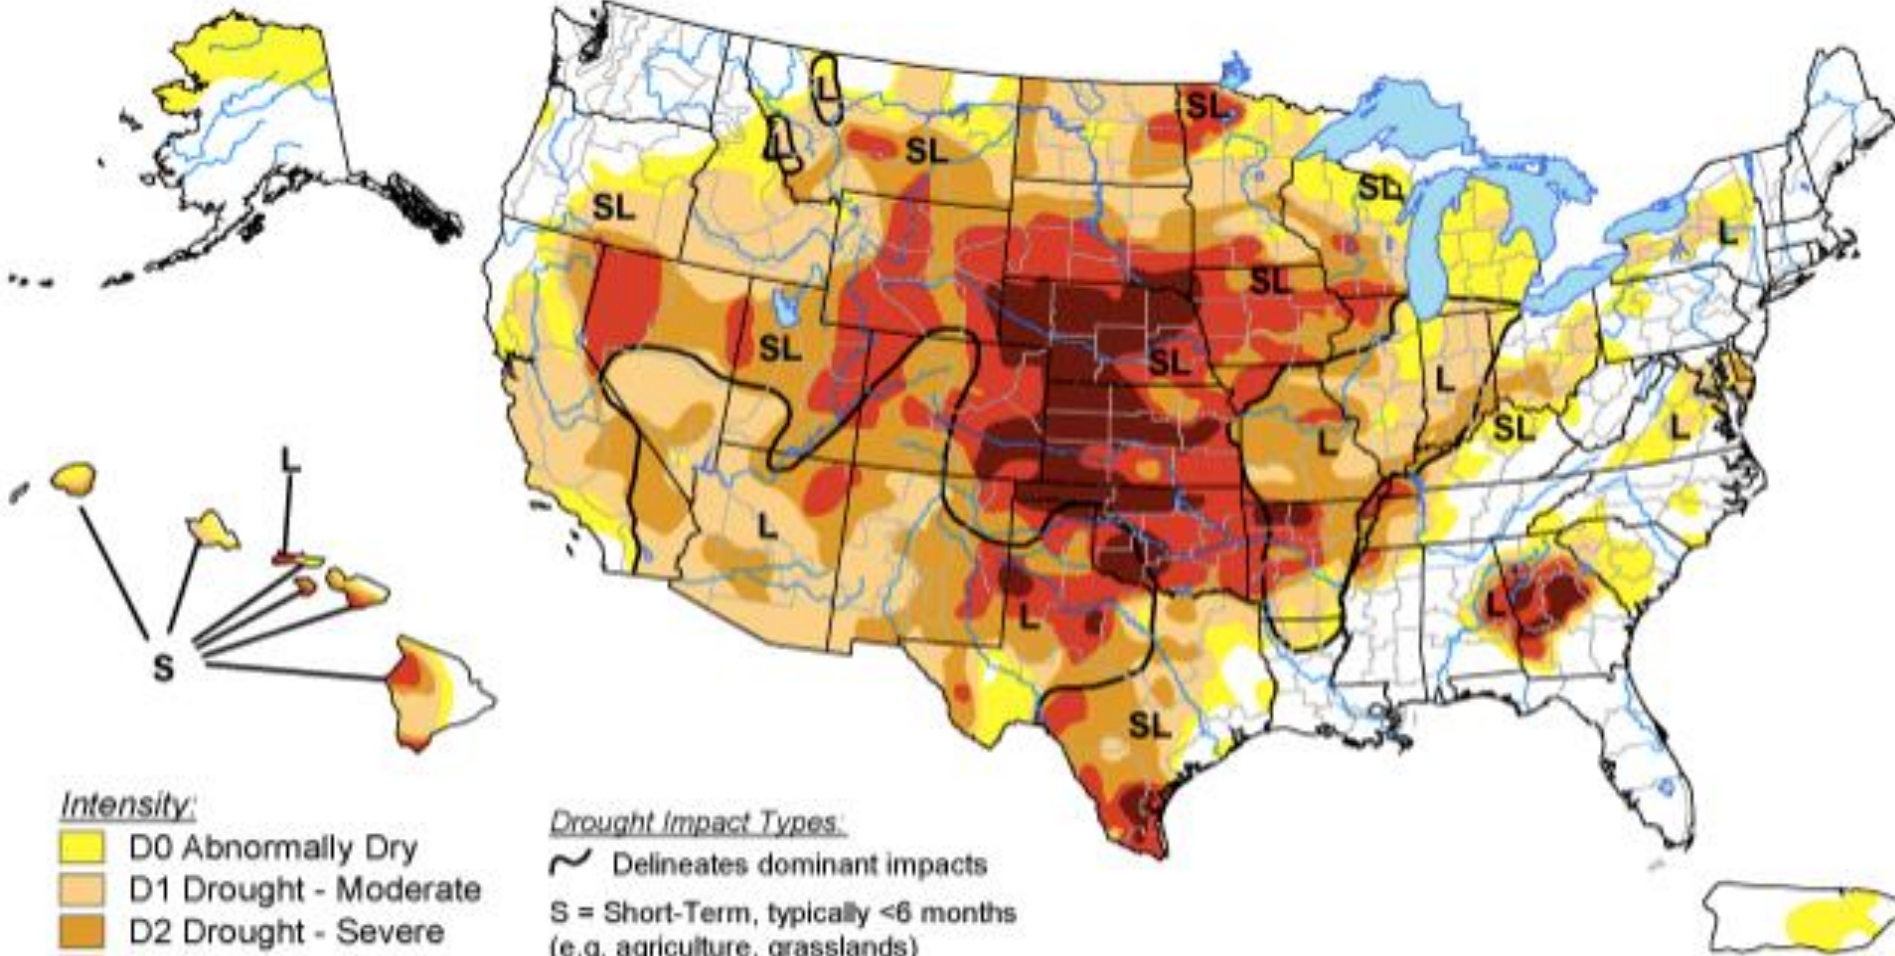 L
L
SL
SL
SL
SL
L
SL
SL
SL
SL
L
L
SL
L
L
L
L
L
S
SL
Intensity:
D0 Abnormally Dry
D1 Drought - Moderate
D2 Drought - Severe
Drought Impact Types:
Delineates dominant impacts
S = Short-Term, typically <6 months
(e.g. agriculture, grasslands)